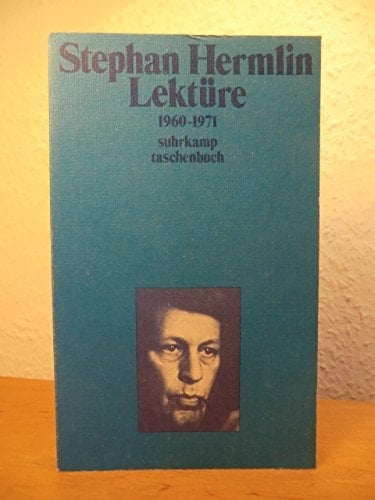 Stephan Hermlin
Lektüre
1960-1971
suhrkamp
taschenbuch